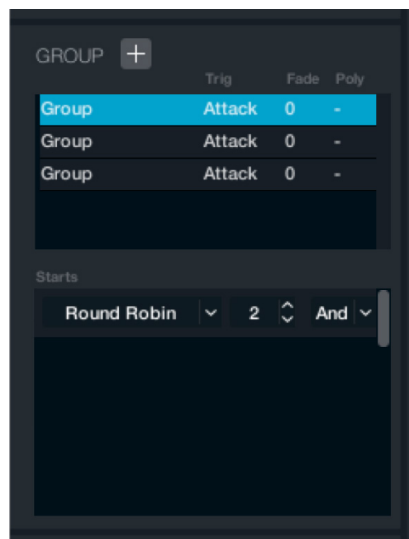 GROUP +
Trig Fade Poly
Group Attack 0 -
Group Attack 0 -
Group Attack 0 -
Starts
Round Robin 2 And